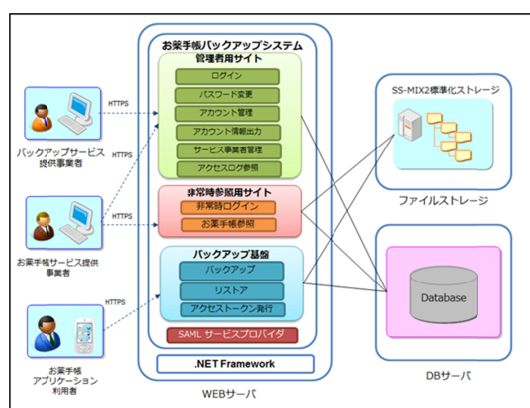 お薬手帳バックアップシステム
管理者用サイト
ログイン
パスワード変更
アカウント管理
アカウント情報出力
サービス事業者管理
アクセスログ参照
非常時参照用サイト
非常時ログイン
お薬手帳参照
バックアップ基盤
バックアップ
リストア
アクセストークン発行
SAML サービスプロバイダ
.NET Framework
WEBサーバ
HTTPS
バックアップサービス
提供事業者
HTTPS
HTTPS
お薬手帳サービス提供
事業者
HTTPS
お薬手帳
アプリケーション
利用者
SS-MIX2標準化ストレージ
ファイルストレージ
Database
DBサーバ